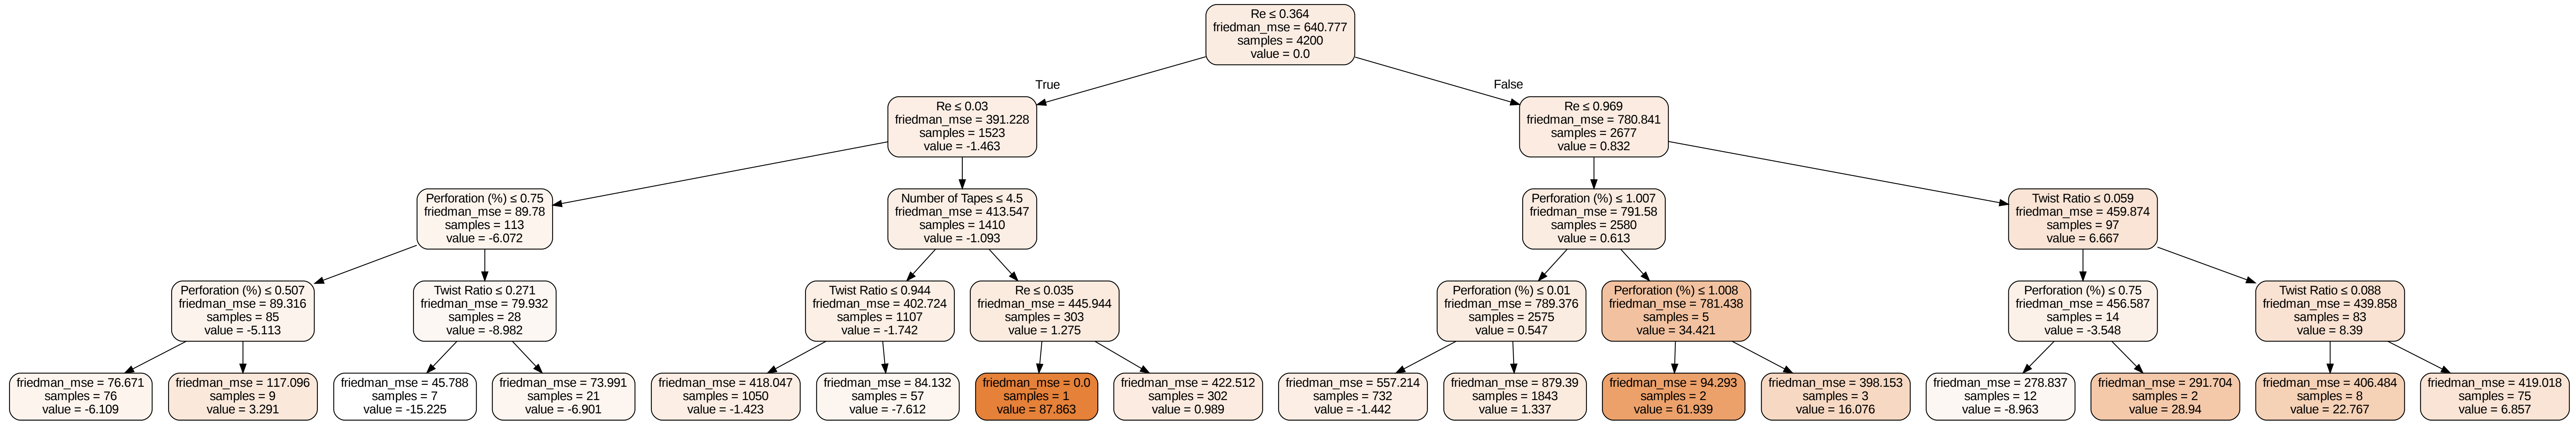 Re ≤ 0.364
friedman_mse = 640.777
samples = 4200
value = 0.0
True
False
Re ≤ 0.03
friedman_mse = 391.228
samples = 1523
value = -1.463
Re ≤ 0.969
friedman_mse = 780.841
samples = 2677
value = 0.832
Perforation (%) ≤ 0.75
friedman_mse = 89.78
samples = 113
value = -6.072
Number of Tapes ≤ 4.5
friedman_mse = 413.547
samples = 1410
value = -1.093
Perforation (%) ≤ 1.007
friedman_mse = 791.58
samples = 2580
value = 0.613
Twist Ratio ≤ 0.059
friedman_mse = 459.874
samples = 97
value = 6.667
Perforation (%) ≤ 0.507
friedman_mse = 89.316
samples = 85
value = -5.113
Twist Ratio ≤ 0.271
friedman_mse = 79.932
samples = 28
value = -8.982
Twist Ratio ≤ 0.944
friedman_mse = 402.724
samples = 1107
value = -1.742
Re ≤ 0.035
friedman_mse = 445.944
samples = 303
value = 1.275
Perforation (%) ≤ 0.01
friedman_mse = 789.376
samples = 2575
value = 0.547
Perforation (%) ≤ 1.008
friedman_mse = 781.438
samples = 5
value = 34.421
Perforation (%) ≤ 0.75
friedman_mse = 456.587
samples = 14
value = -3.548
Twist Ratio ≤ 0.088
friedman_mse = 439.858
samples = 83
value = 8.39
friedman_mse = 76.671
samples = 76
value = -6.109
friedman_mse = 117.096
samples = 9
value = 3.291
friedman_mse = 45.788
samples = 7
value = -15.225
friedman_mse = 73.991
samples = 21
value = -6.901
friedman_mse = 418.047
samples = 1050
value = -1.423
friedman_mse = 84.132
samples = 57
value = -7.612
friedman_mse = 0.0
samples = 1
value = 87.863
friedman_mse = 422.512
samples = 302
value = 0.989
friedman_mse = 557.214
samples = 732
value = -1.442
friedman_mse = 879.39
samples = 1843
value = 1.337
friedman_mse = 94.293
samples = 2
value = 61.939
friedman_mse = 398.153
samples = 3
value = 16.076
friedman_mse = 278.837
samples = 12
value = -8.963
friedman_mse = 291.704
samples = 2
value = 28.94
friedman_mse = 406.484
samples = 8
value = 22.767
friedman_mse = 419.018
samples = 75
value = 6.857